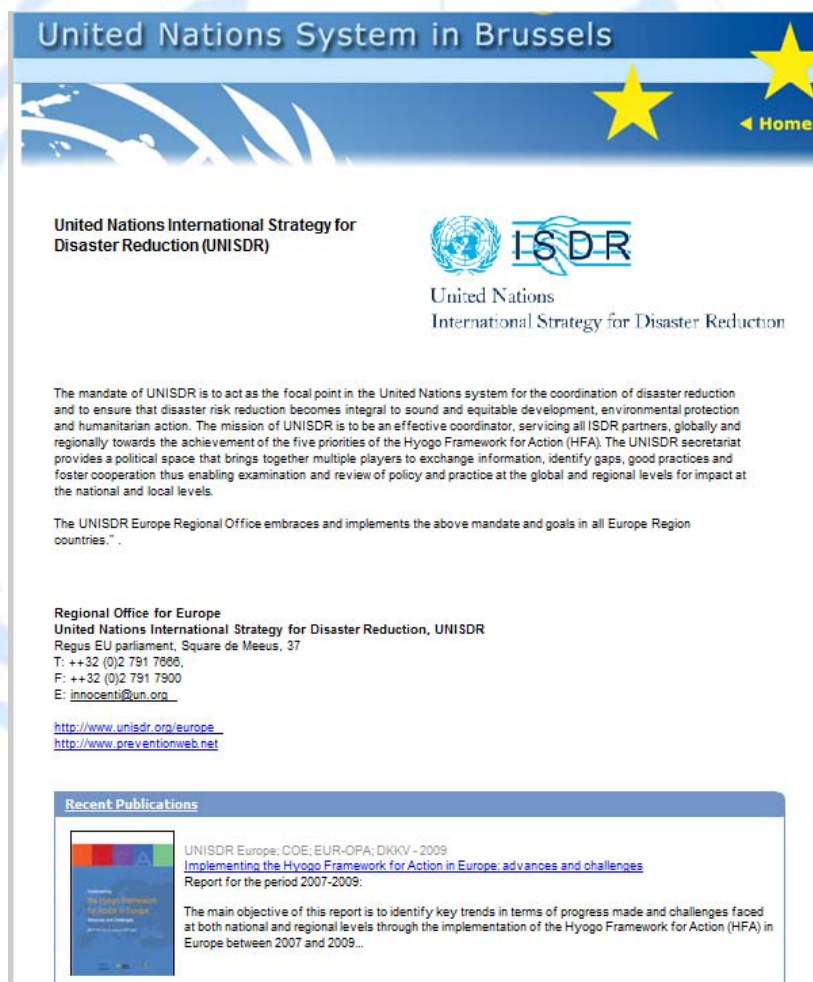 United Nations System in Brussels
◄ Home
United Nations International Strategy for
Disaster Reduction (UNISDR)
ISDR
United Nations
International Strategy for Disaster Reduction
The mandate of UNISDR is to act as the focal point in the United Nations system for the coordination of disaster reduction
and to ensure that disaster risk reduction becomes integral to sound and equitable development, environmental protection
and humanitarian action. The mission of UNISDR is to be an effective coordinator, servicing all ISDR partners, globally and
regionally towards the achievement of the five priorities of the Hyogo Framework for Action (HFA). The UNISDR secretariat
provides a political space that brings together multiple players to exchange information, identify gaps, good practices and
foster cooperation thus enabling examination and review of policy and practice at the global and regional levels for impact at
the national and local levels.
The UNISDR Europe Regional Office embraces and implements the above mandate and goals in all Europe Region
countries." .
Regional Office for Europe
United Nations International Strategy for Disaster Reduction, UNISDR
Regus EU parliament, Square de Meeus, 37
T: ++32 (0)2 791 7666,
F: ++32 (0)2 791 7900
E: innocenti@un.org
http://www.unisdr.org/europe
http://www.preventionweb.net
Recent Publications
UNISDR Europe; COE; EUR-OPA; DKKV - 2009
Implementing the Hyogo Framework for Action in Europe: advances and challenges
Report for the period 2007-2009:
The main objective of this report is to identify key trends in terms of progress made and challenges faced
at both national and regional levels through the implementation of the Hyogo Framework for Action (HFA) in
Europe between 2007 and 2009...
Implementing
the Hyogo Framework
for Action in Europe: